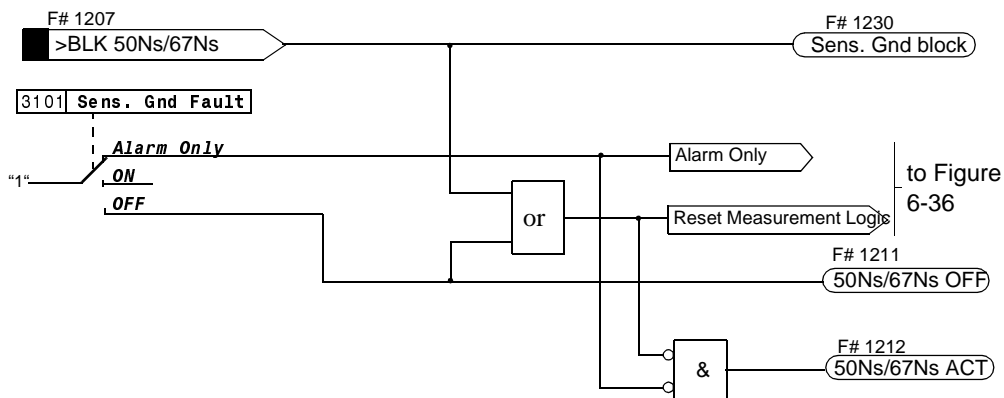 F# 1207
>BLK 50Ns/67Ns
F# 1230
Sens. Gnd block
3101 Sens. Gnd Fault
"1"
Alarm Only
ON
OFF
or
Alarm Only
Reset Measurement Logic
to Figure
6-36
F# 1211
50Ns/67Ns OFF
&
F# 1212
50Ns/67Ns ACT